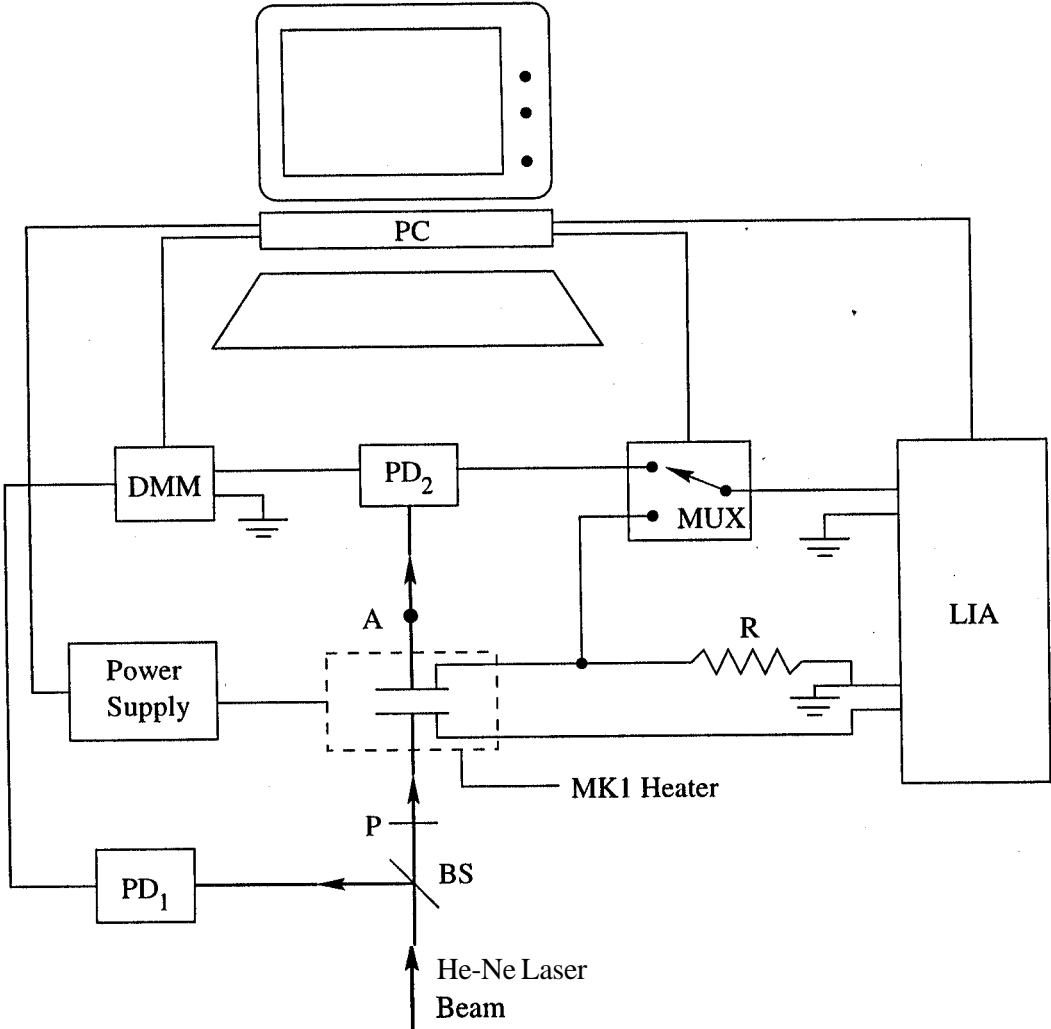 PC
DMM
PD2
MUX
LIA
A
R
Power
Supply
MK1 Heater
P
BS
PD1
He-Ne Laser
Beam